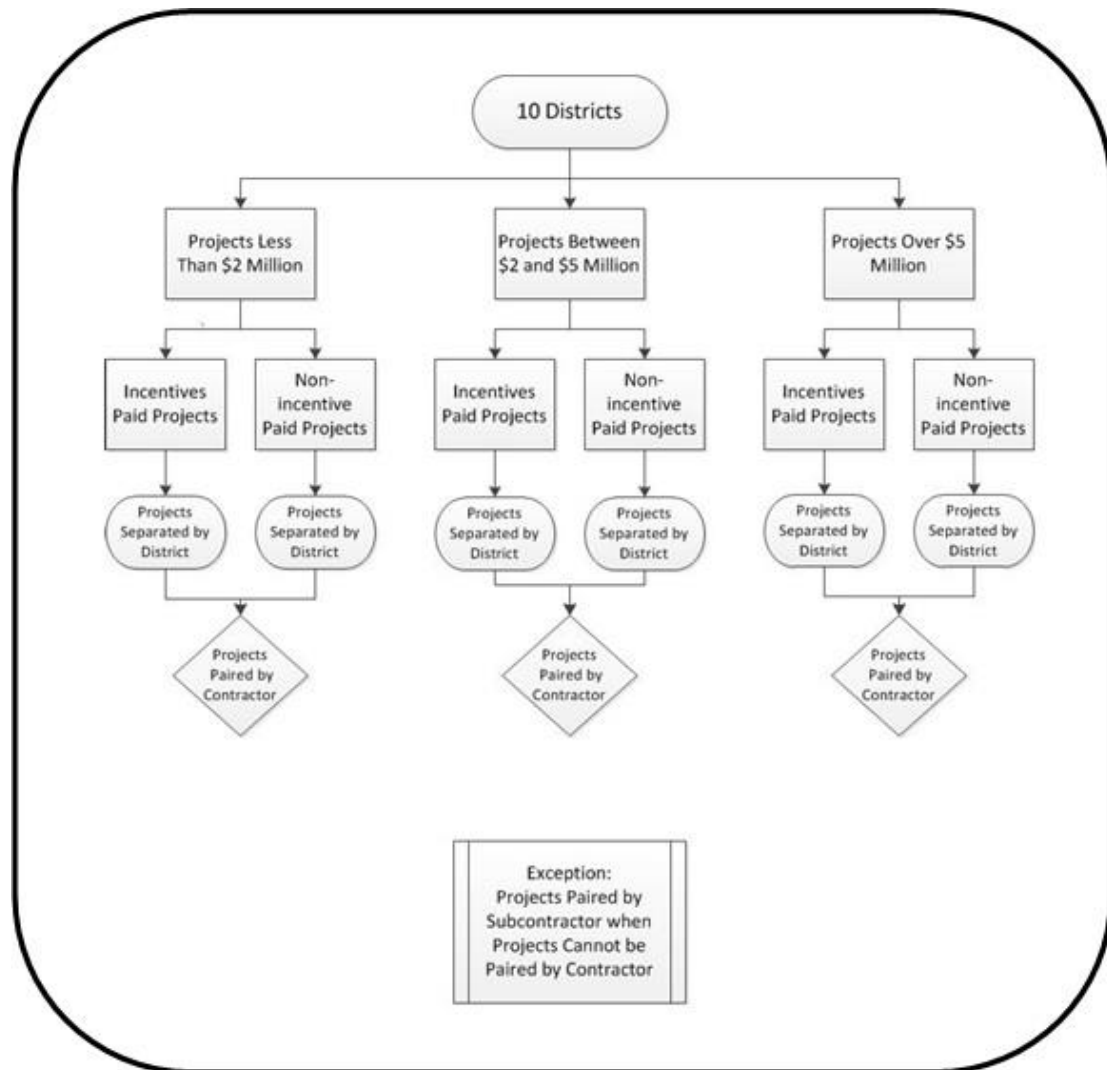 10 Districts
Projects Less
Than $2 Million
Projects Between
$2 and $5 Million
Projects Over $5
Million
Incentives
Paid Projects
Non-
incentive
Paid Projects
Incentives
Paid Projects
Non-
incentive
Paid Projects
Incentives
Paid Projects
Non-
incentive
Paid Projects
Projects
Separated by
District
Projects
Separated by
District
Projects
Separated by
District
Projects
Separated by
District
Projects
Separated by
District
Projects
Separated by
District
Projects
Paired by
Contractor
Projects
Paired by
Contractor
Projects
Paired by
Contractor
Exception:
Projects Paired by
Subcontractor when
Projects Cannot be
Paired by Contractor